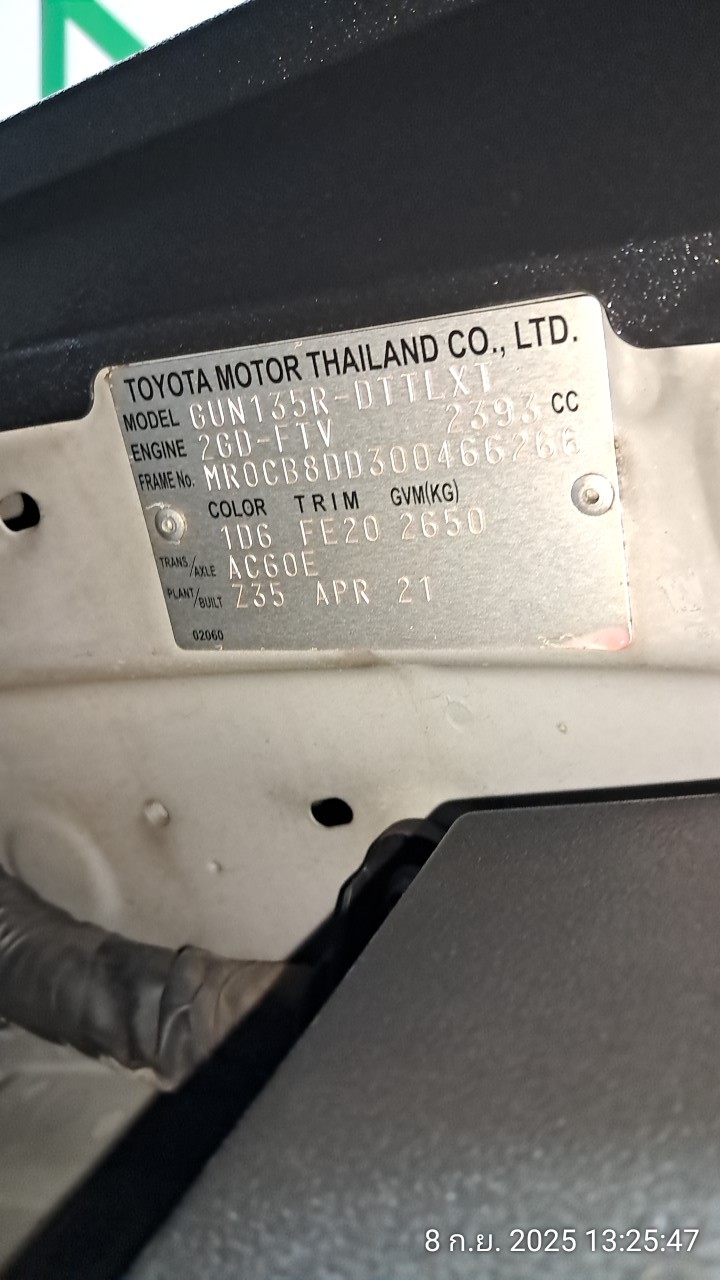 TOYOTA MOTOR THAILAND CO., LTD.
MODEL GUN135R-DTTLXT
ENGINE 2GD-FTV 2393 CC
FRAME No. MR0CB8DD300466266
COLOR TRIM GVM(KG)
1D6 FE20 2650
TRANS/AXLE AC60E
PLANT/BUILT Z35 APR 21
02060
8 ก.ย. 2025 13:25:47